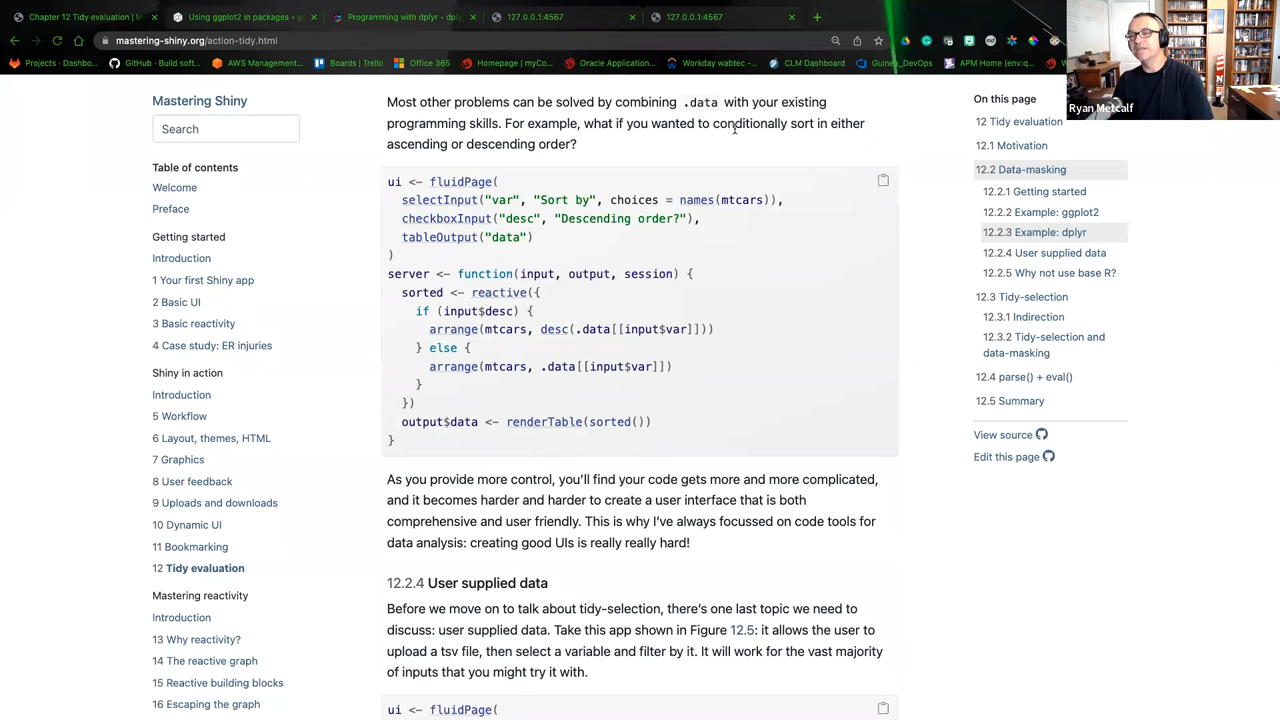 Chapter 12 Tidy evaluation | M
Using ggplot2 in packages • g
Programming with dplyr • dply
127.0.0.1:4567
127.0.0.1:4567
mastering-shiny.org/action-tidy.html
Projects · Dashbo...
GitHub · Build soft...
AWS Management...
Boards | Trello
Office 365
Homepage | myCo...
Oracle Application...
Workday wabtec -...
CLM Dashboard
Guinea_DevOps
APM Home (env:q...
Ryan Metcalf
Mastering Shiny
Search
Table of contents
Welcome
Preface
Getting started
Introduction
1 Your first Shiny app
2 Basic UI
3 Basic reactivity
4 Case study: ER injuries
Shiny in action
Introduction
5 Workflow
6 Layout, themes, HTML
7 Graphics
8 User feedback
9 Uploads and downloads
10 Dynamic UI
11 Bookmarking
12 Tidy evaluation
Mastering reactivity
Introduction
13 Why reactivity?
14 The reactive graph
15 Reactive building blocks
16 Escaping the graph
Most other problems can be solved by combining .data with your existing
programming skills. For example, what if you wanted to conditionally sort in either
ascending or descending order?
ui <- fluidPage(
selectInput("var", "Sort by", choices = names(mtcars)),
checkboxInput("desc", "Descending order?"),
tableOutput("data")
)
server <- function(input, output, session) {
sorted <- reactive({
if (input$desc) {
arrange(mtcars, desc(.data[[input$var]]))
} else {
arrange(mtcars, .data[[input$var]])
}
})
output$data <- renderTable(sorted())
}
As you provide more control, you'll find your code gets more and more complicated,
and it becomes harder and harder to create a user interface that is both
comprehensive and user friendly. This is why I've always focussed on code tools for
data analysis: creating good UIs is really really hard!
12.2.4 User supplied data
Before we move on to talk about tidy-selection, there's one last topic we need to
discuss: user supplied data. Take this app shown in Figure 12.5: it allows the user to
upload a tsv file, then select a variable and filter by it. It will work for the vast majority
of inputs that you might try it with.
ui <- fluidPage(
On this page
12 Tidy evaluation
12.1 Motivation
12.2 Data-masking
12.2.1 Getting started
12.2.2 Example: ggplot2
12.2.3 Example: dplyr
12.2.4 User supplied data
12.2.5 Why not use base R?
12.3 Tidy-selection
12.3.1 Indirection
12.3.2 Tidy-selection and
data-masking
12.4 parse() + eval()
12.5 Summary
View source
Edit this page